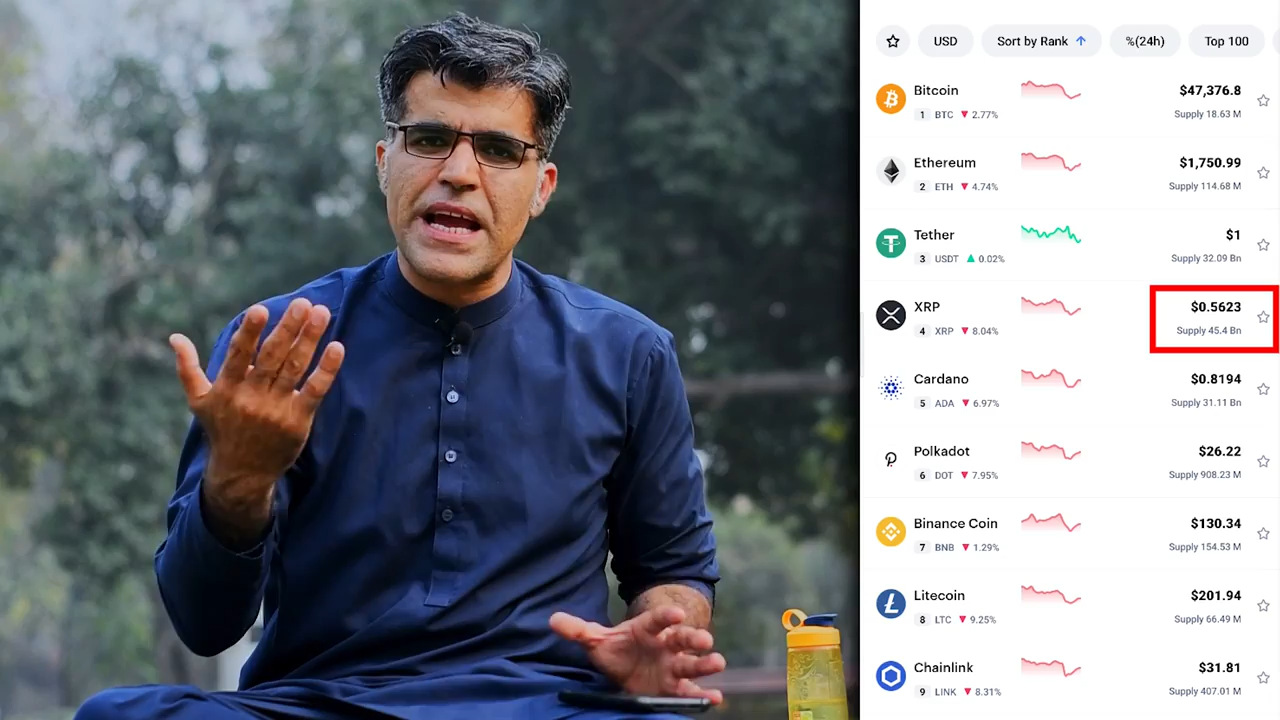 USD
Sort by Rank ↑
%(24h)
Top 100
Bitcoin
$47,376.8
1 BTC ▼ 2.77%
Supply 18.63 M
Ethereum
$1,750.99
2 ETH ▼ 4.74%
Supply 114.68 M
Tether
$1
3 USDT ▲ 0.02%
Supply 32.09 Bn
XRP
$0.5623
4 XRP ▼ 8.04%
Supply 45.4 Bn
Cardano
$0.8194
5 ADA ▼ 6.97%
Supply 31.11 Bn
Polkadot
$26.22
6 DOT ▼ 7.95%
Supply 908.23 M
Binance Coin
$130.34
7 BNB ▼ 1.29%
Supply 154.53 M
Litecoin
$201.94
8 LTC ▼ 9.25%
Supply 66.49 M
Chainlink
$31.81
9 LINK ▼ 8.31%
Supply 407.01 M